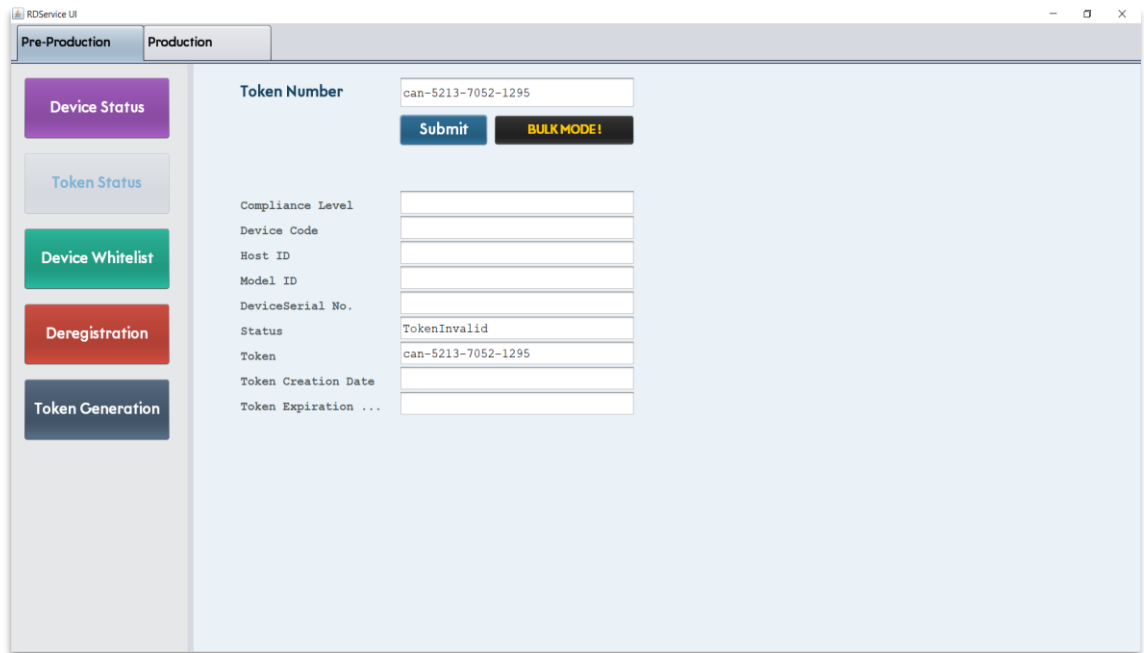 RDService UI
Pre-Production
Production
Device Status
Token Status
Device Whitelist
Deregistration
Token Generation
Token Number
can-5213-7052-1295
Submit
BULK MODE!
Compliance Level
Device Code
Host ID
Model ID
DeviceSerial No.
Status
TokenInvalid
Token
can-5213-7052-1295
Token Creation Date
Token Expiration ...